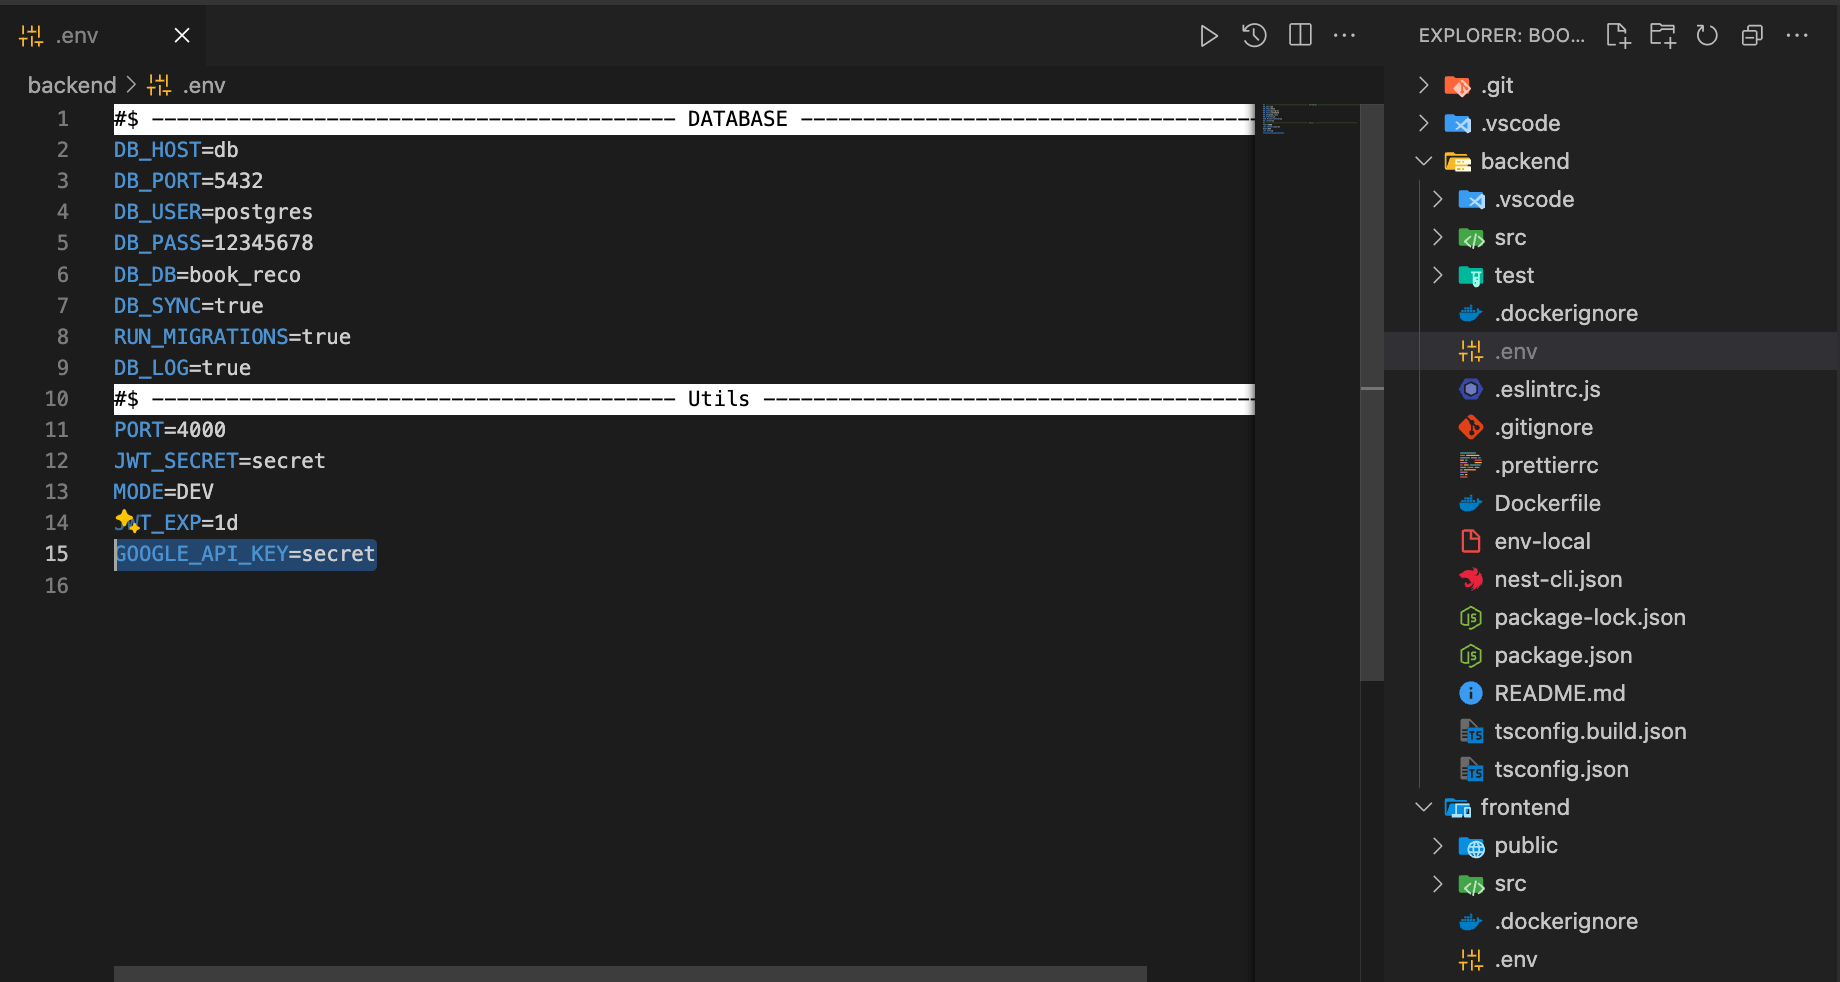 .env
EXPLORER: BOO...
backend > .env
1 #$ ------------------------------------------ DATABASE -------------------------------------
2 DB_HOST=db
3 DB_PORT=5432
4 DB_USER=postgres
5 DB_PASS=12345678
6 DB_DB=book_reco
7 DB_SYNC=true
8 RUN_MIGRATIONS=true
9 DB_LOG=true
10 #$ ------------------------------------------ Utils ----------------------------------------
11 PORT=4000
12 JWT_SECRET=secret
13 MODE=DEV
14 JWT_EXP=1d
15 GOOGLE_API_KEY=secret
16
.git
.vscode
backend
.vscode
src
test
.dockerignore
.env
.eslintrc.js
.gitignore
.prettierrc
Dockerfile
env-local
nest-cli.json
package-lock.json
package.json
README.md
tsconfig.build.json
tsconfig.json
frontend
public
src
.dockerignore
.env